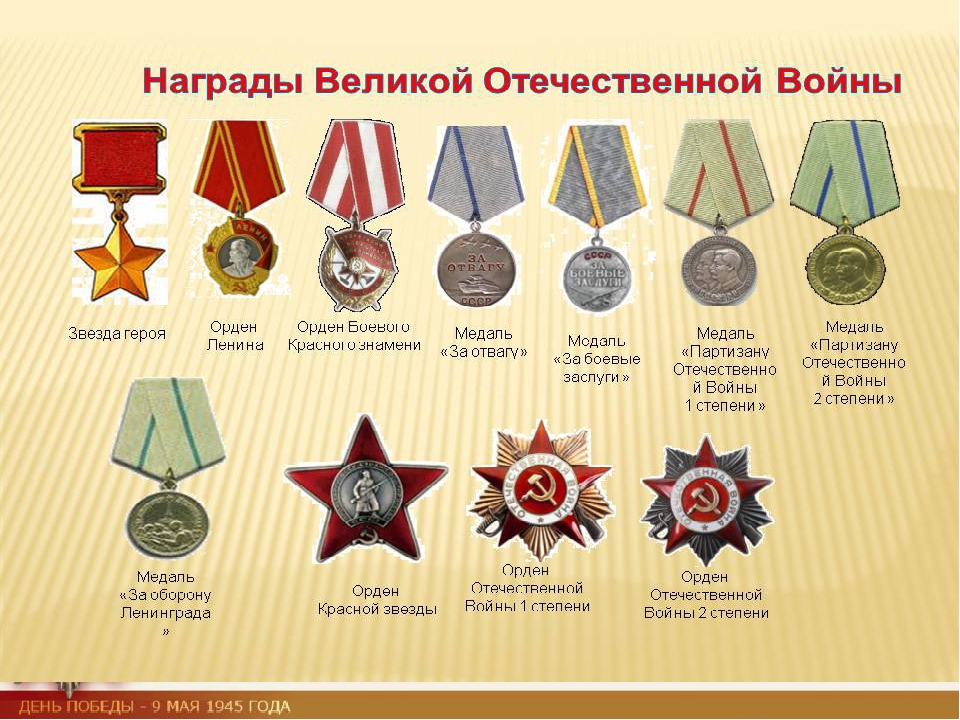 Награды Великой Отечественной Войны
Звезда героя
Орден
Ленина
Орден Боевого
Красного знамени
Медаль
«За отвагу»
Медаль
«За боевые
заслуги»
Медаль
«Партизану
Отечественно
й Войны
1 степени»
Медаль
«Партизану
Отечественно
й Войны
2 степени»
ЛЕНИН
ЗА
ОТВАГУ
СССР
СССР
ЗА
БОЕВЫЕ
ЗАСЛУГИ
Медаль
«За оборону
Ленинграда
»
Орден
Красной звезды
Орден
Отечественной
Войны 1 степени
Орден
Отечественной
Войны 2 степени
ОТЕЧЕСТВЕННАЯ ВОЙНА
ОТЕЧЕСТВЕННАЯ ВОЙНА
ДЕНЬ ПОБЕДЫ - 9 МАЯ 1945 ГОДА